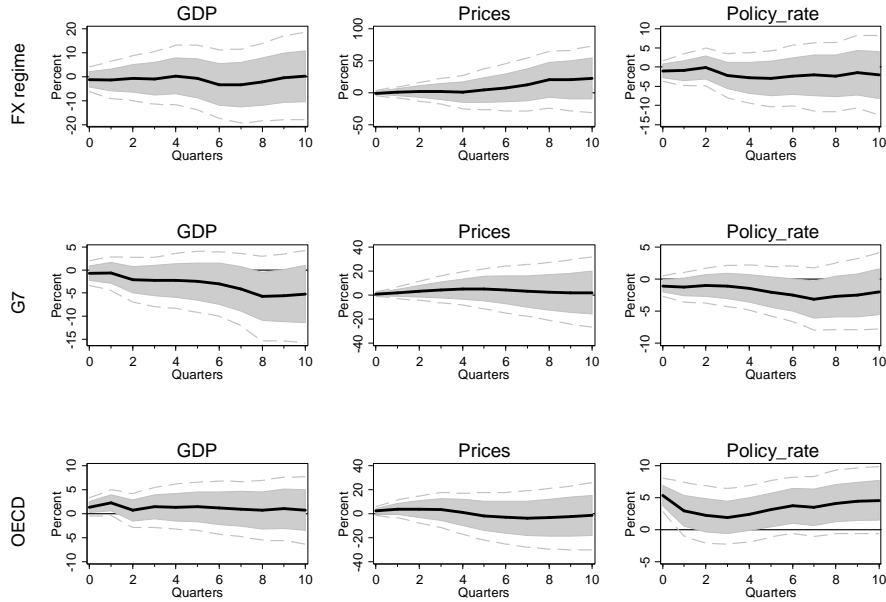 GDP
Prices
Policy_rate
FX regime
Percent
20
10
0
-10
-20
0 2 4 6 8 10
Quarters
Percent
100
50
0
-50
0 2 4 6 8 10
Quarters
Percent
10
5
0
-5
-10
-15
0 2 4 6 8 10
Quarters
GDP
Prices
Policy_rate
G7
Percent
5
0
-5
-10
-15
0 2 4 6 8 10
Quarters
Percent
40
20
0
-20
-40
0 2 4 6 8 10
Quarters
Percent
5
0
-5
-10
0 2 4 6 8 10
Quarters
GDP
Prices
Policy_rate
OECD
Percent
10
5
0
-5
-10
0 2 4 6 8 10
Quarters
Percent
40
20
0
-20
-40
0 2 4 6 8 10
Quarters
Percent
10
5
0
-5
0 2 4 6 8 10
Quarters